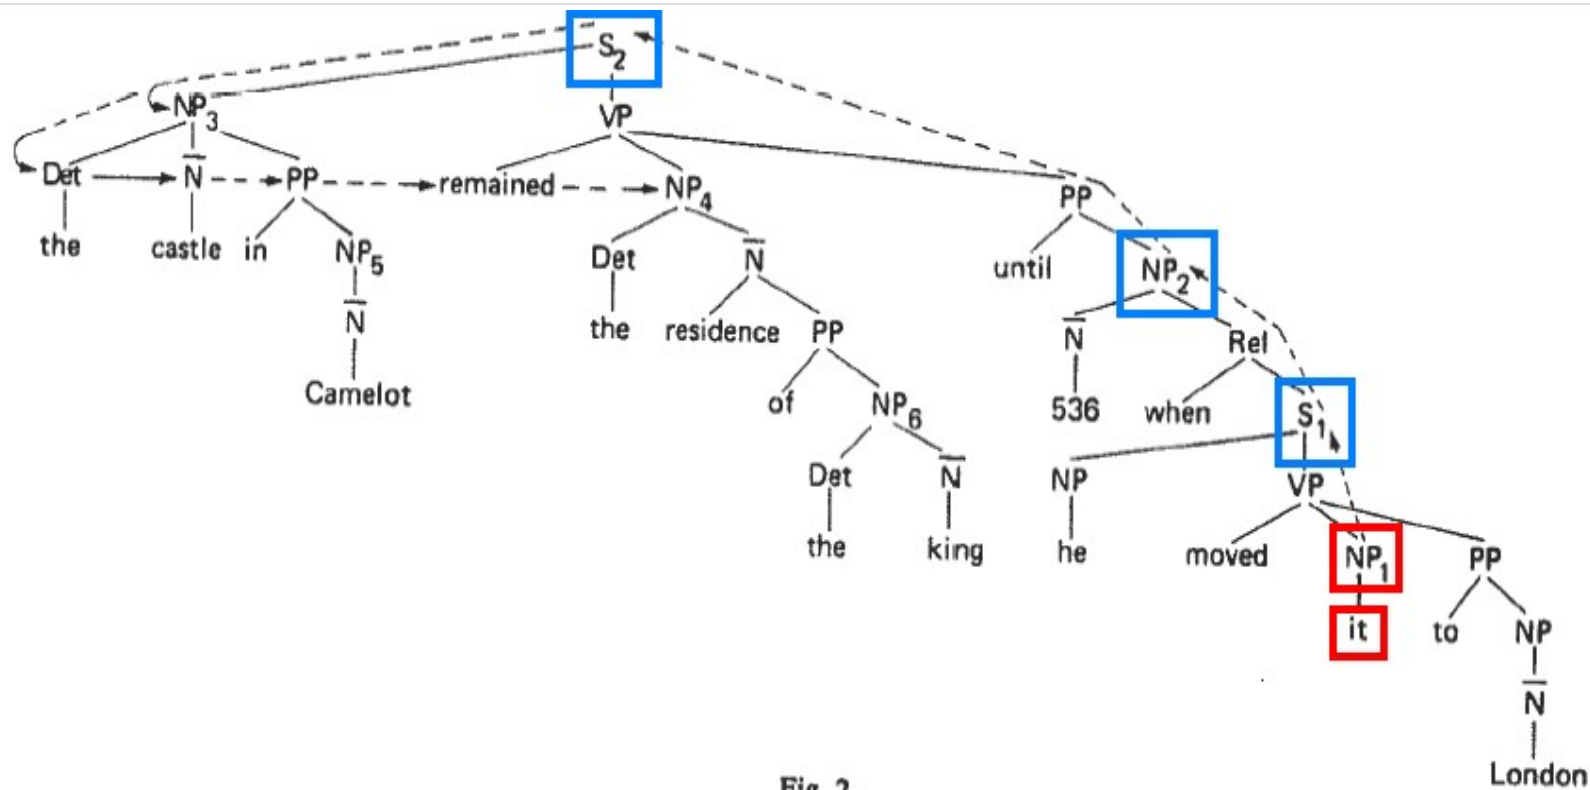 S2
NP3 VP
Det N̄ PP remained NP4 PP
the castle in NP5 Det N̄ until NP2
N̄ the residence PP N̄ Rel
Camelot of NP6 536 when S1
Det N̄ NP VP
the king he moved NP1 PP
it to NP
N̄
London
Fig. 2